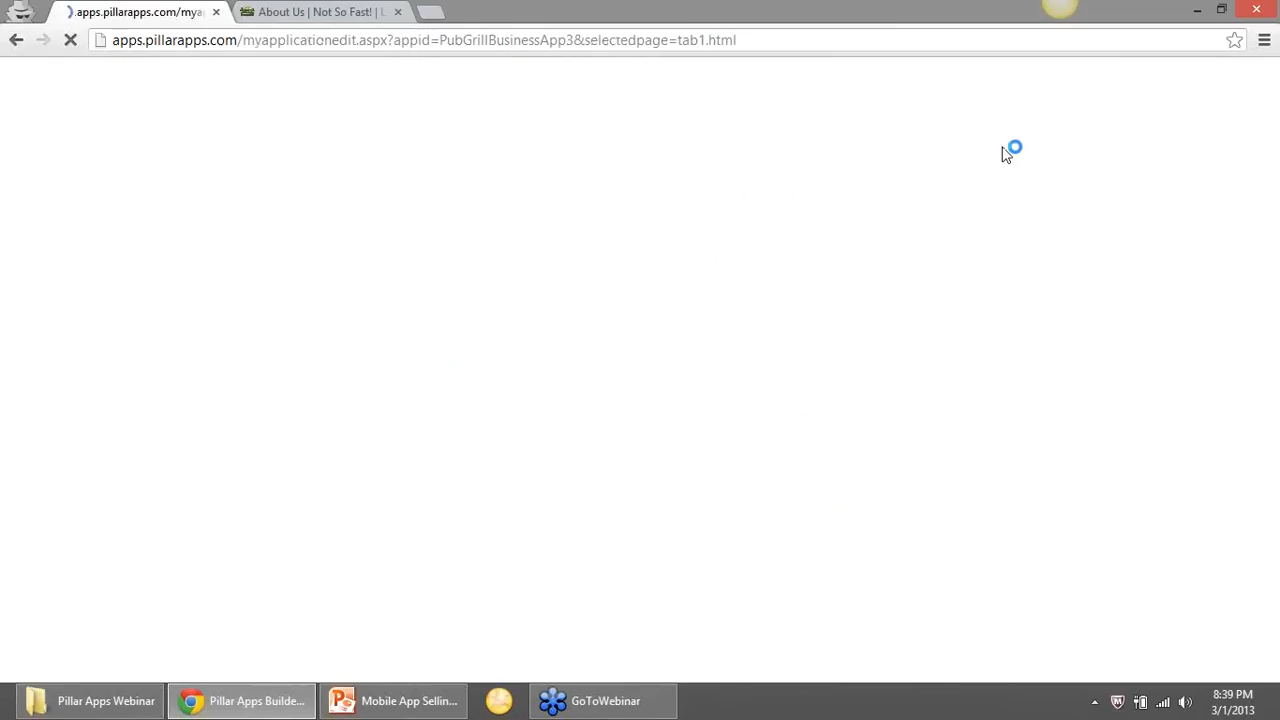 apps.pillarapps.com/mya
About Us | Not So Fast! | L
apps.pillarapps.com/myapplicationedit.aspx?appid=PubGrillBusinessApp3&selectedpage=tab1.html
Pillar Apps Webinar
Pillar Apps Builde...
Mobile App Sellin...
GoToWebinar
8:39 PM
3/1/2013